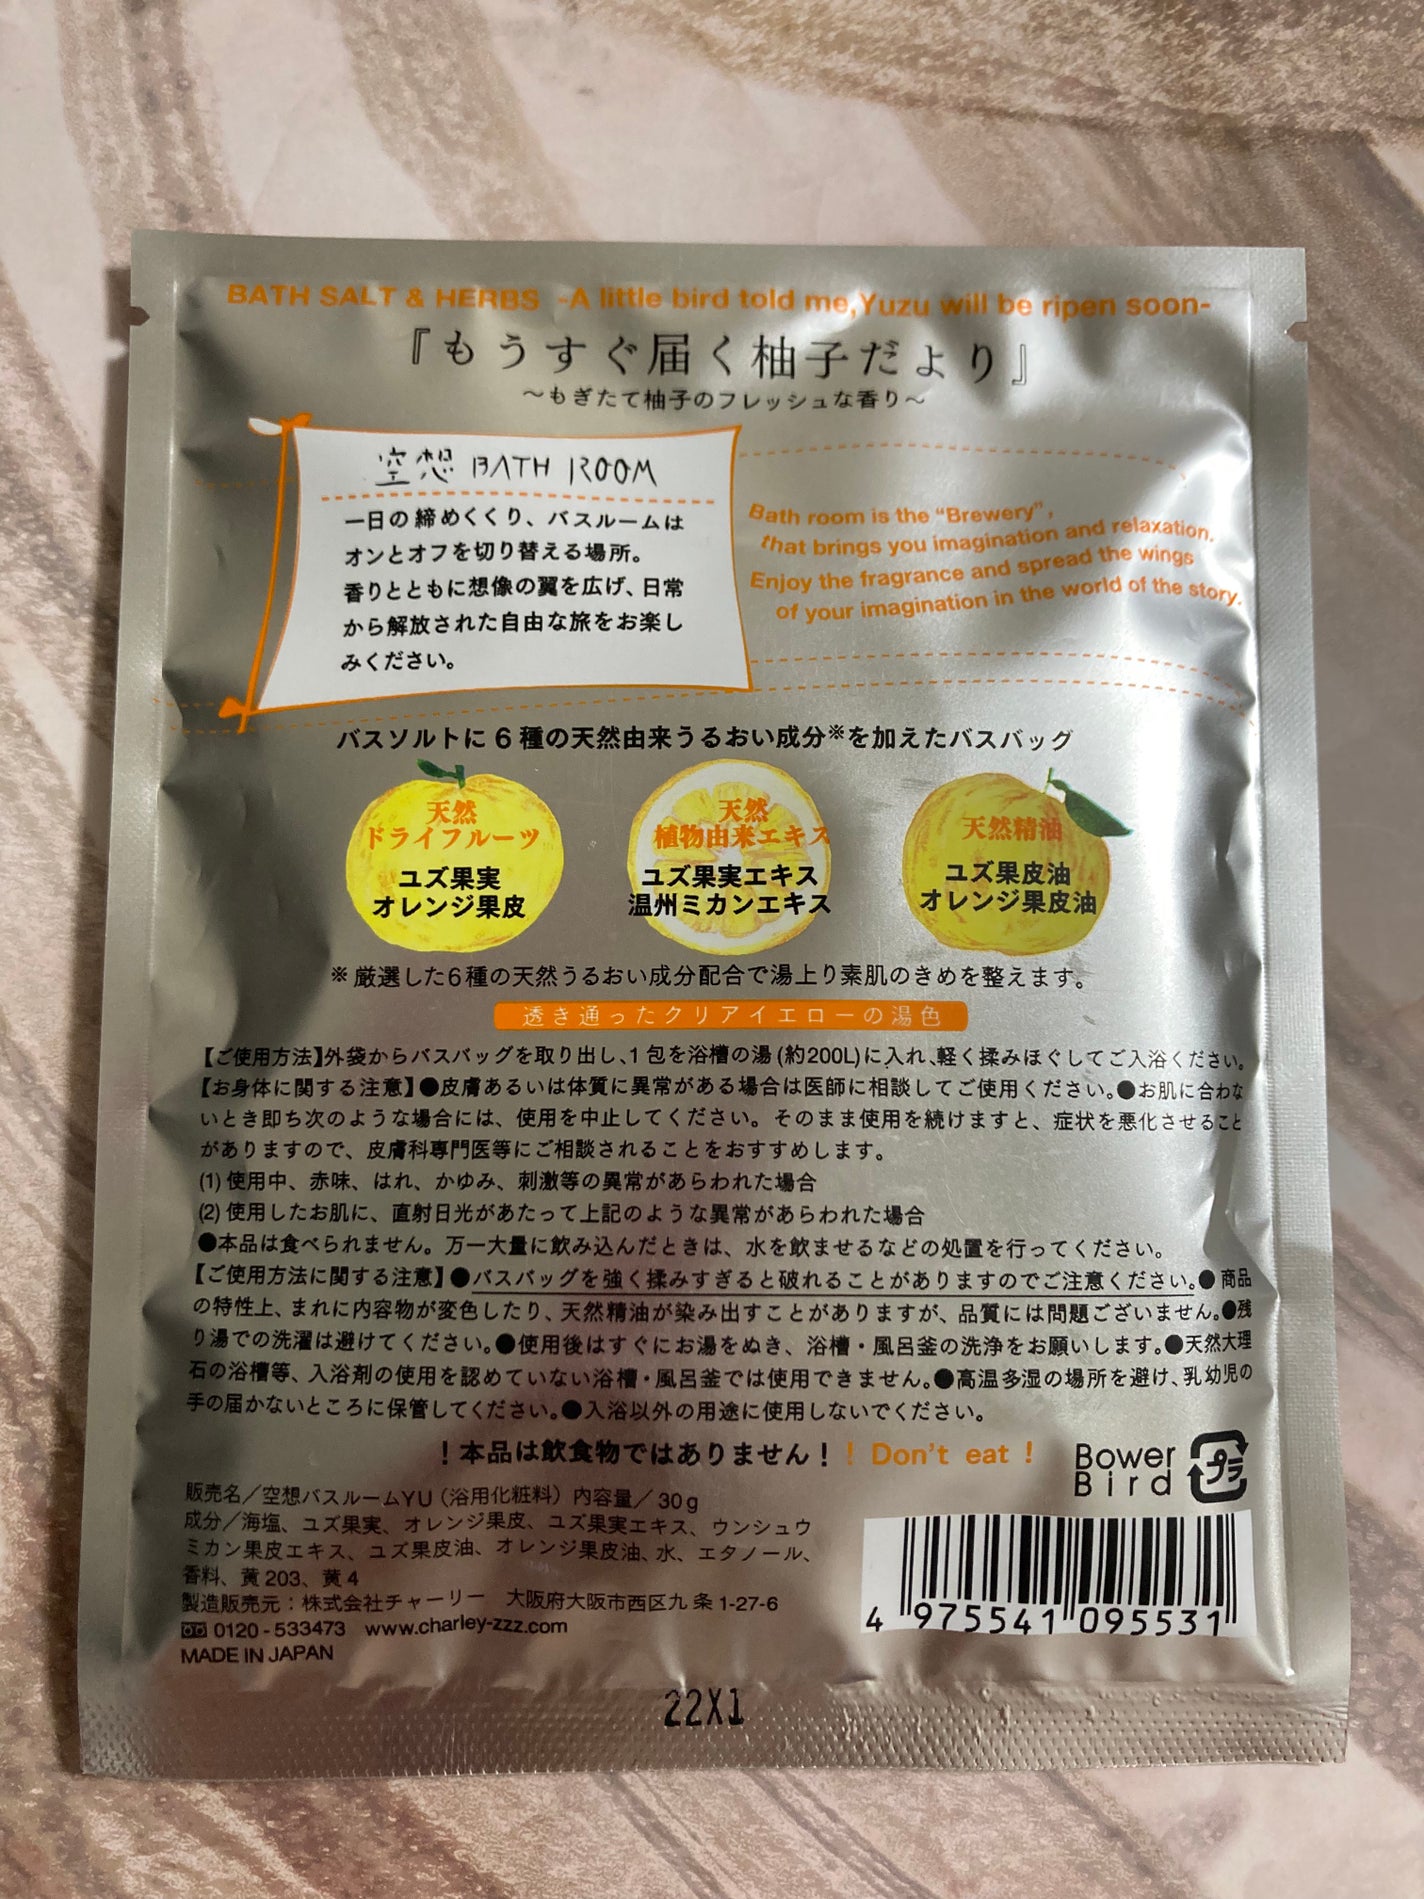 BATH SALT & HERBS -A little bird told me,Yuzu will be ripen soon-
『もうすぐ届く柚子だより』
～もぎたて柚子のフレッシュな香り～
空想 BATH ROOM
一日の締めくくり、バスルームは
オンとオフを切り替える場所。
香りとともに想像の翼を広げ、日常
から解放された自由な旅をお楽し
みください。
Bath room is the “Brewery”,
that brings you imagination and relaxation.
Enjoy the fragrance and spread the wings
of your imagination in the world of the story.
バスソルトに6種の天然由来うるおい成分※を加えたバスバッグ
天然
ドライフルーツ
ユズ果実
オレンジ果皮
天然
植物由来エキス
ユズ果実エキス
温州ミカンエキス
天然精油
ユズ果皮油
オレンジ果皮油
※厳選した6種の天然うるおい成分配合で湯上り素肌のきめを整えます。
透き通ったクリアイエローの湯色
【ご使用方法】外袋からバスバッグを取り出し、1包を浴槽の湯(約200L)に入れ、軽く揉みほぐしてご入浴ください。
【お身体に関する注意】●皮膚あるいは体質に異常がある場合は医師に相談してご使用ください。●お肌に合わな
いとき即ち次のような場合には、使用を中止してください。そのまま使用を続けますと、症状を悪化させること
がありますので、皮膚科専門医等にご相談されることをおすすめします。
(1)使用中、赤味、はれ、かゆみ、刺激等の異常があらわれた場合
(2)使用したお肌に、直射日光があたって上記のような異常があらわれた場合
●本品は食べられません。万一大量に飲み込んだときは、水を飲ませるなどの処置を行ってください。
【ご使用方法に関する注意】●バスバッグを強く揉みすぎると破れることがありますのでご注意ください。●商品
の特性上、まれに内容物が変色したり、天然精油が染み出すことがありますが、品質には問題ございません。●残
り湯での洗濯は避けてください。●使用後はすぐにお湯をぬき、浴槽・風呂釜の洗浄をお願いします。●天然大理
石の浴槽等、入浴剤の使用を認めていない浴槽・風呂釜では使用できません。●高温多湿の場所を避け、乳幼児の
手の届かないところに保管してください。●入浴以外の用途に使用しないでください。
！本品は飲食物ではありません！！Don't eat！
Bower
Bird
プラ
販売名／空想バスルームYU（浴用化粧料）内容量／30g
成分／海塩、ユズ果実、オレンジ果皮、ユズ果実エキス、ウンシュウ
ミカン果皮エキス、ユズ果皮油、オレンジ果皮油、水、エタノール、
香料、黄203、黄4
製造販売元：株式会社チャーリー 大阪府大阪市西区九条1-27-6
0120-533473 www.charley-zzz.com
MADE IN JAPAN
4 975541 095531
22X1